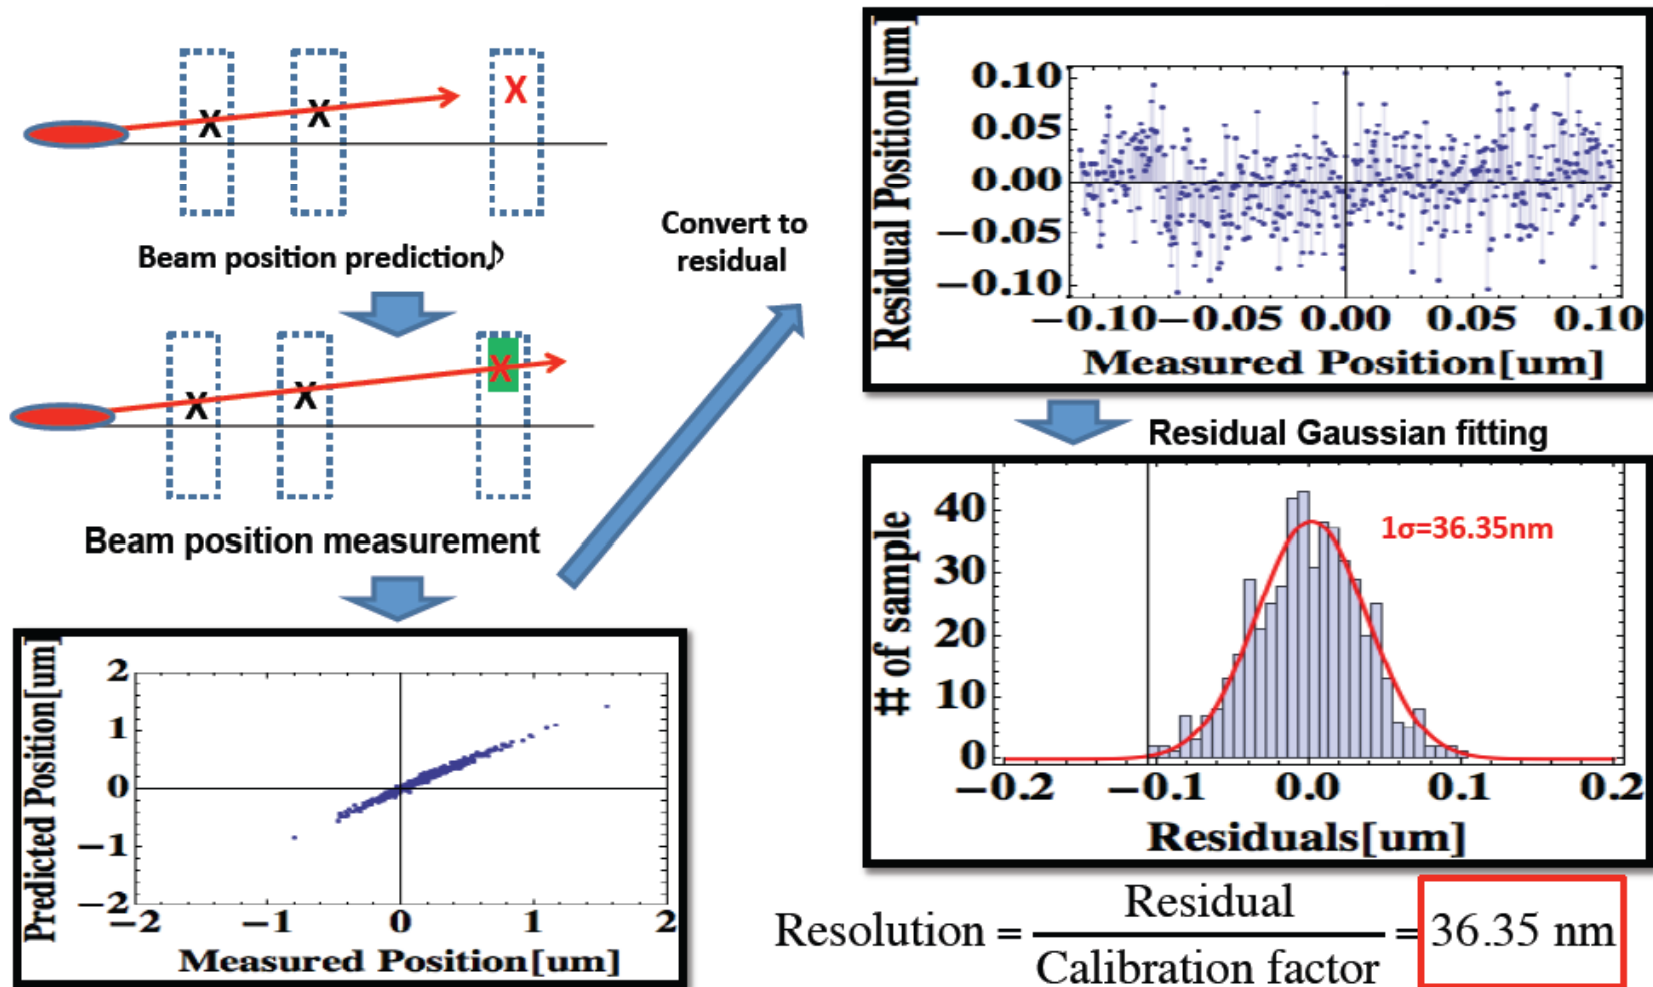 X
X
X
Beam position prediction♪
X
X
X
Beam position measurement
Predicted Position[um]
2
1
0
−1
−2
−2
−1
0
1
2
Measured Position[um]
Convert to
residual
Residual Position[um]
0.10
0.05
0.00
−0.05
−0.10
−0.10
−0.05
0.00
0.05
0.10
Measured Position[um]
Residual Gaussian fitting
# of sample
40
30
20
10
0
1σ=36.35nm
−0.2
−0.1
0.0
0.1
0.2
Residuals[um]
Resolution = Residual / Calibration factor = 36.35 nm